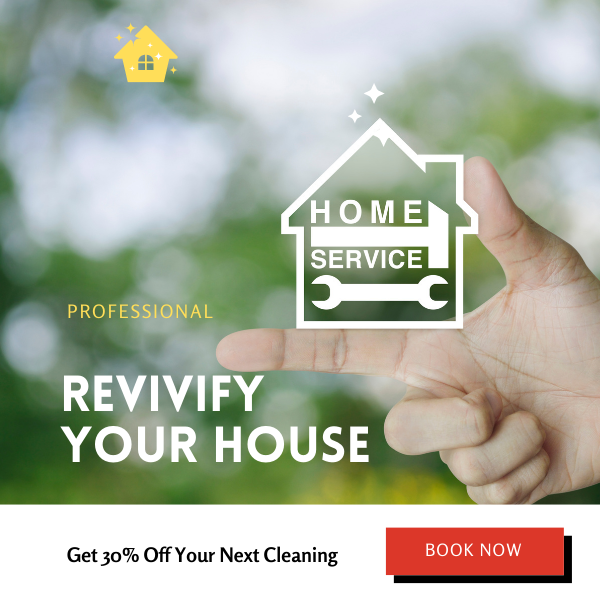 HOME
SERVICE
PROFESSIONAL
REVIVIFY
YOUR HOUSE
Get 30% Off Your Next Cleaning
BOOK NOW